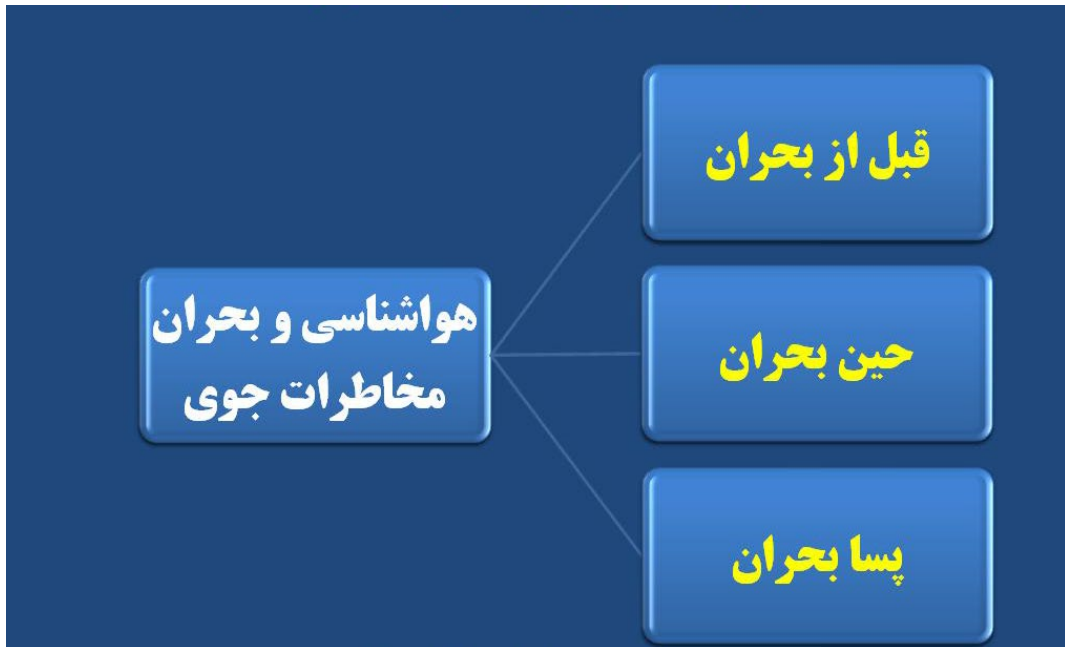 قبل از بحران
هواشناسی و بحران
مخاطرات جوی
حین بحران
پسا بحران